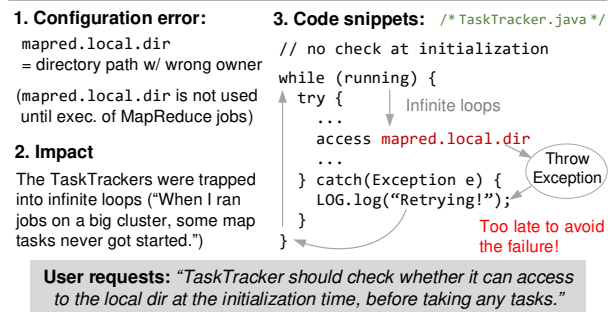 1. Configuration error:
mapred.local.dir
= directory path w/ wrong owner
(mapred.local.dir is not used
until exec. of MapReduce jobs)
2. Impact
The TaskTrackers were trapped
into infinite loops (“When I ran
jobs on a big cluster, some map
tasks never got started.”)
3. Code snippets: /* TaskTracker.java */
// no check at initialization
while (running) {
try {
Infinite loops
...
access mapred.local.dir
...
Throw
Exception
} catch(Exception e) {
LOG.log(“Retrying!”);
}
}
Too late to avoid
the failure!
User requests: “TaskTracker should check whether it can access
to the local dir at the initialization time, before taking any tasks.”